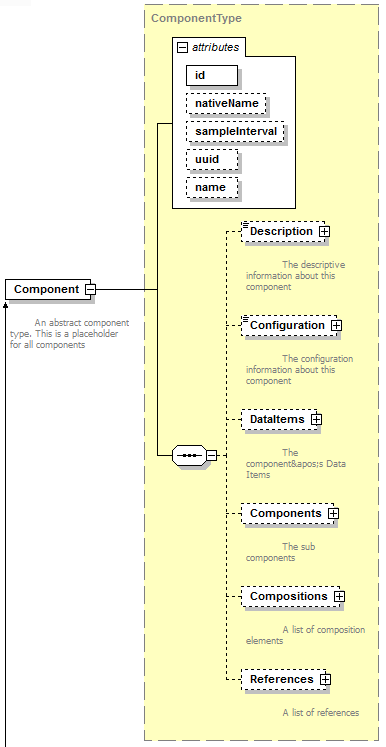 ComponentType
attributes
id
nativeName
sampleInterval
uuid
name
Description
The descriptive
information about this
component
Component
An abstract component
type. This is a placeholder
for all components
Configuration
The configuration
information about this
component
DataItems
The
component&apos;s Data
Items
Components
The sub
components
Compositions
A list of composition
elements
References
A list of references